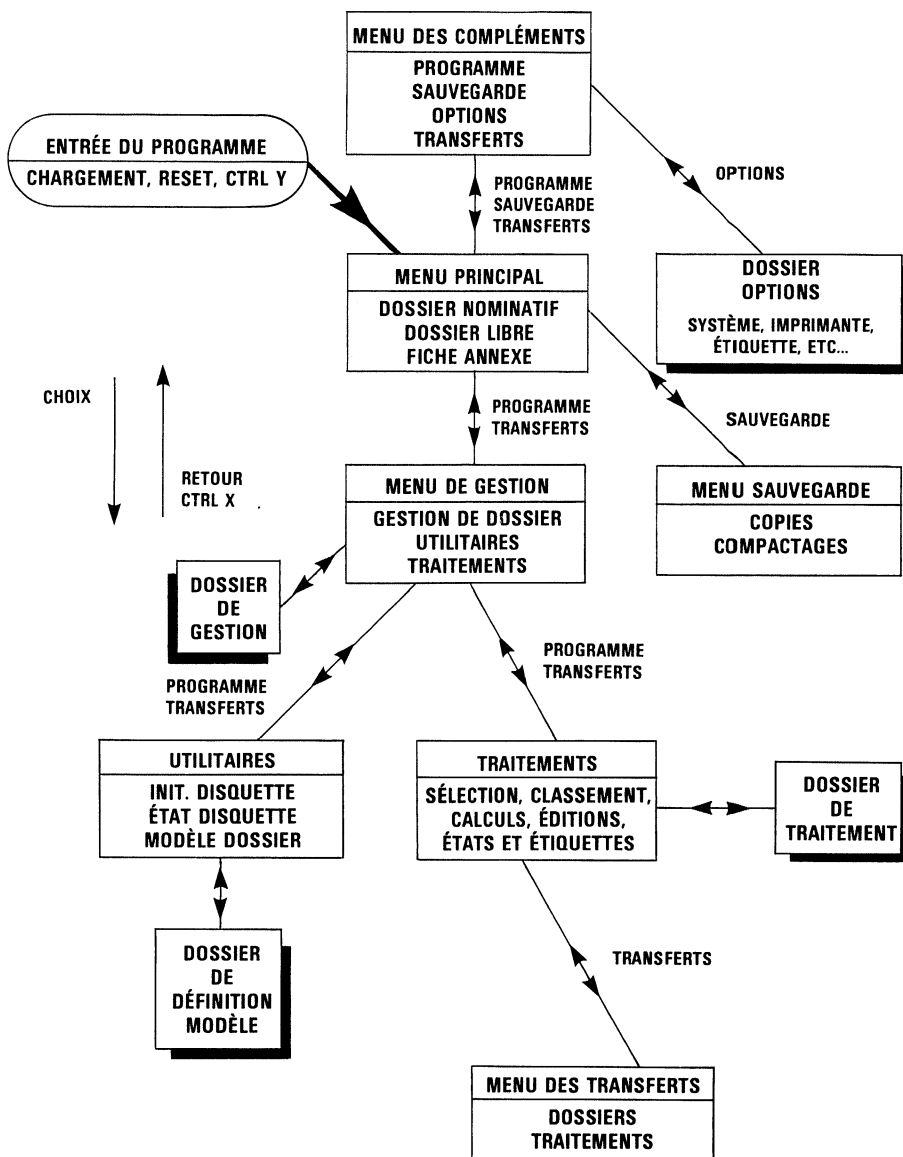 MENU DES COMPLÉMENTS
PROGRAMME
SAUVEGARDE
OPTIONS
TRANSFERTS
ENTRÉE DU PROGRAMME
CHARGEMENT, RESET, CTRL Y
OPTIONS
PROGRAMME
SAUVEGARDE
TRANSFERTS
MENU PRINCIPAL
DOSSIER NOMINATIF
DOSSIER LIBRE
FICHE ANNEXE
DOSSIER
OPTIONS
SYSTÈME, IMPRIMANTE,
ÉTIQUETTE, ETC...
CHOIX
RETOUR
CTRL X
PROGRAMME
TRANSFERTS
SAUVEGARDE
MENU DE GESTION
GESTION DE DOSSIER
UTILITAIRES
TRAITEMENTS
MENU SAUVEGARDE
COPIES
COMPACTAGES
DOSSIER
DE
GESTION
PROGRAMME
TRANSFERTS
PROGRAMME
TRANSFERTS
UTILITAIRES
INIT. DISQUETTE
ÉTAT DISQUETTE
MODÈLE DOSSIER
TRAITEMENTS
SÉLECTION, CLASSEMENT,
CALCULS, ÉDITIONS,
ÉTATS ET ÉTIQUETTES
DOSSIER
DE
TRAITEMENT
DOSSIER
DE
DÉFINITION
MODÈLE
TRANSFERTS
MENU DES TRANSFERTS
DOSSIERS
TRAITEMENTS